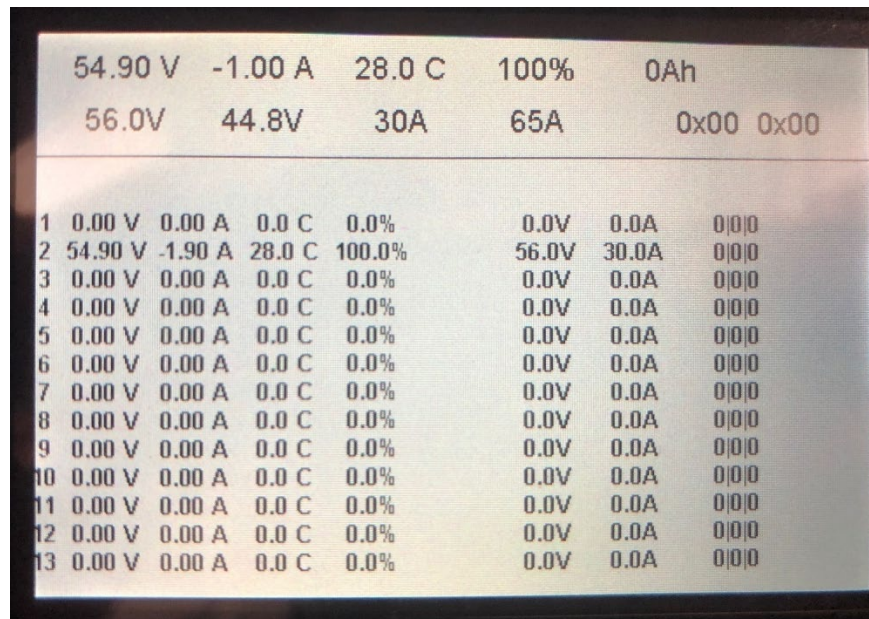 54.90 V -1.00 A 28.0 C 100% 0Ah
56.0V 44.8V 30A 65A 0x00 0x00
1 0.00 V 0.00 A 0.0 C 0.0% 0.0V 0.0A 0|0|0
2 54.90 V -1.90 A 28.0 C 100.0% 56.0V 30.0A 0|0|0
3 0.00 V 0.00 A 0.0 C 0.0% 0.0V 0.0A 0|0|0
4 0.00 V 0.00 A 0.0 C 0.0% 0.0V 0.0A 0|0|0
5 0.00 V 0.00 A 0.0 C 0.0% 0.0V 0.0A 0|0|0
6 0.00 V 0.00 A 0.0 C 0.0% 0.0V 0.0A 0|0|0
7 0.00 V 0.00 A 0.0 C 0.0% 0.0V 0.0A 0|0|0
8 0.00 V 0.00 A 0.0 C 0.0% 0.0V 0.0A 0|0|0
9 0.00 V 0.00 A 0.0 C 0.0% 0.0V 0.0A 0|0|0
10 0.00 V 0.00 A 0.0 C 0.0% 0.0V 0.0A 0|0|0
11 0.00 V 0.00 A 0.0 C 0.0% 0.0V 0.0A 0|0|0
12 0.00 V 0.00 A 0.0 C 0.0% 0.0V 0.0A 0|0|0
13 0.00 V 0.00 A 0.0 C 0.0% 0.0V 0.0A 0|0|0